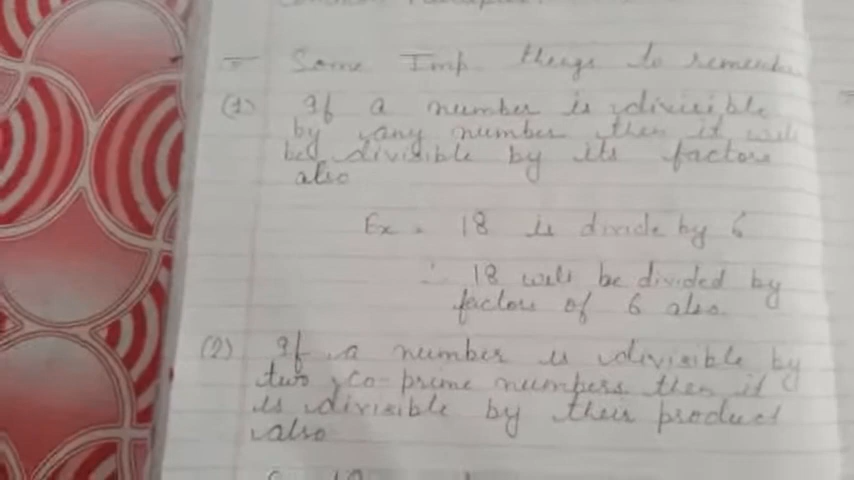 Some Imp things to remember
(1) If a number is divisible
by any number then it will
be divisible by its factors
also
Ex - 18 is divide by 6
∴ 18 will be divided by
factors of 6 also.
(2) If a number is divisible by
two co-prime numbers then it
is divisible by their product
also